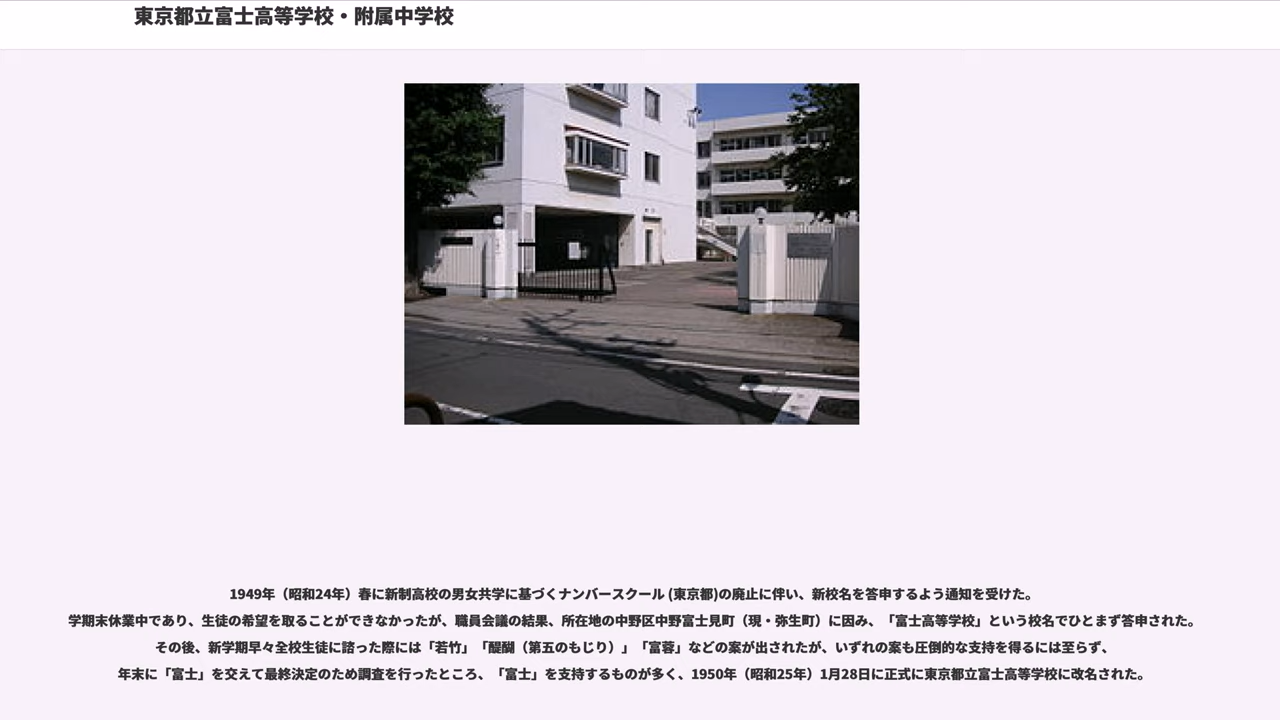 東京都立富士高等学校・附属中学校
1949年（昭和24年）春に新制高校の男女共学に基づくナンバースクール (東京都)の廃止に伴い、新校名を答申するよう通知を受けた。
学期末休業中であり、生徒の希望を取ることができなかったが、職員会議の結果、所在地の中野区中野富士見町（現・弥生町）に因み、「富士高等学校」という校名でひとまず答申された。
その後、新学期早々全校生徒に諮った際には「若竹」「醍醐（第五のもじり）」「富蓉」などの案が出されたが、いずれの案も圧倒的な支持を得るには至らず、
年末に「富士」を交えて最終決定のため調査を行ったところ、「富士」を支持するものが多く、1950年（昭和25年）1月28日に正式に東京都立富士高等学校に改名された。